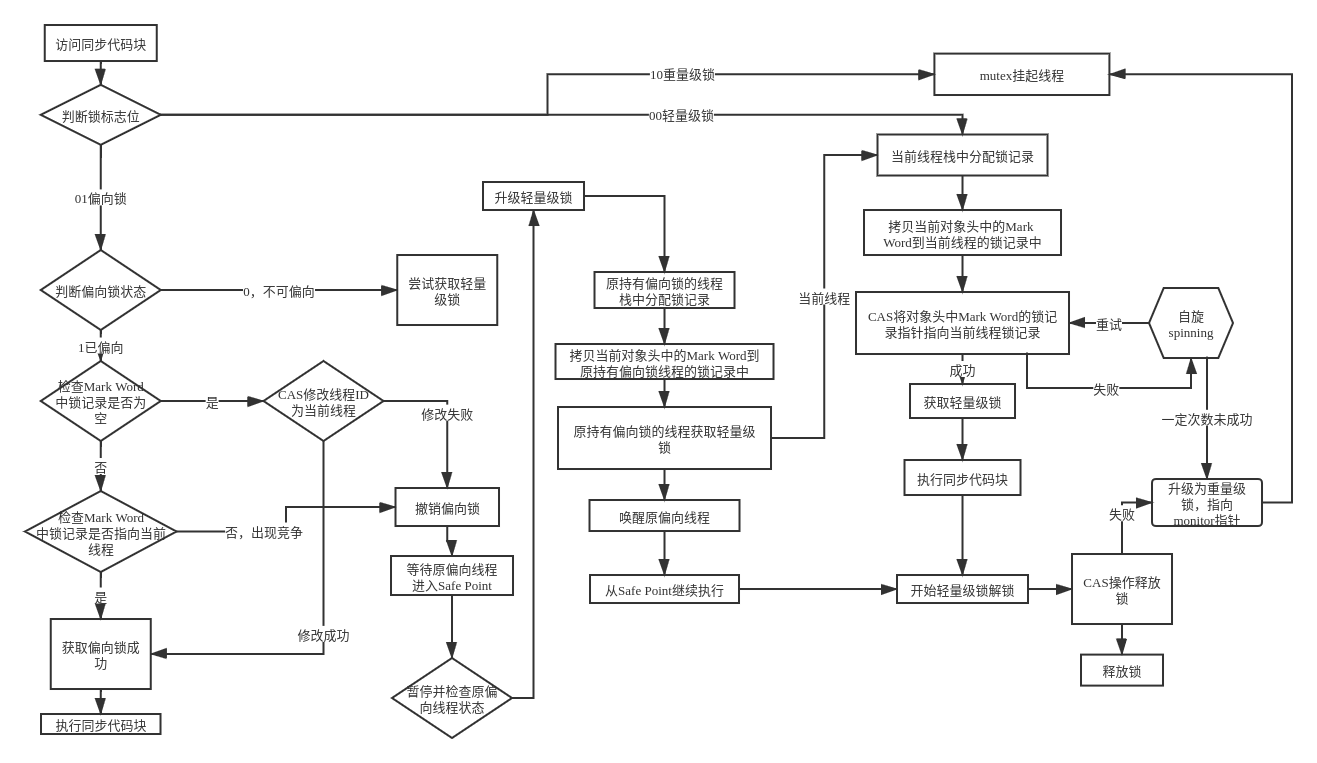 访问同步代码块
判断锁标志位
10重量级锁
mutex挂起线程
00轻量级锁
01偏向锁
当前线程栈中分配锁记录
升级轻量级锁
拷贝当前对象头中的Mark
Word到当前线程的锁记录中
判断偏向锁状态
0，不可偏向
尝试获取轻量
级锁
原持有偏向锁的线程
栈中分配锁记录
当前线程
CAS将对象头中Mark Word的锁记
录指针指向当前线程锁记录
重试
自旋
spinning
1已偏向
拷贝当前对象头中的Mark Word到
原持有偏向锁线程的锁记录中
成功
失败
检查Mark Word
中锁记录是否为
空
是
CAS修改线程ID
为当前线程
修改失败
原持有偏向锁的线程获取轻量级
锁
获取轻量级锁
一定次数未成功
否
检查Mark Word
中锁记录是否指向当前
线程
否，出现竞争
撤销偏向锁
唤醒原偏向线程
执行同步代码块
失败
升级为重量级
锁，指向
monitor指针
等待原偏向线程
进入Safe Point
从Safe Point继续执行
开始轻量级锁解锁
CAS操作释放
锁
是
修改成功
获取偏向锁成
功
暂停并检查原偏
向线程状态
释放锁
执行同步代码块